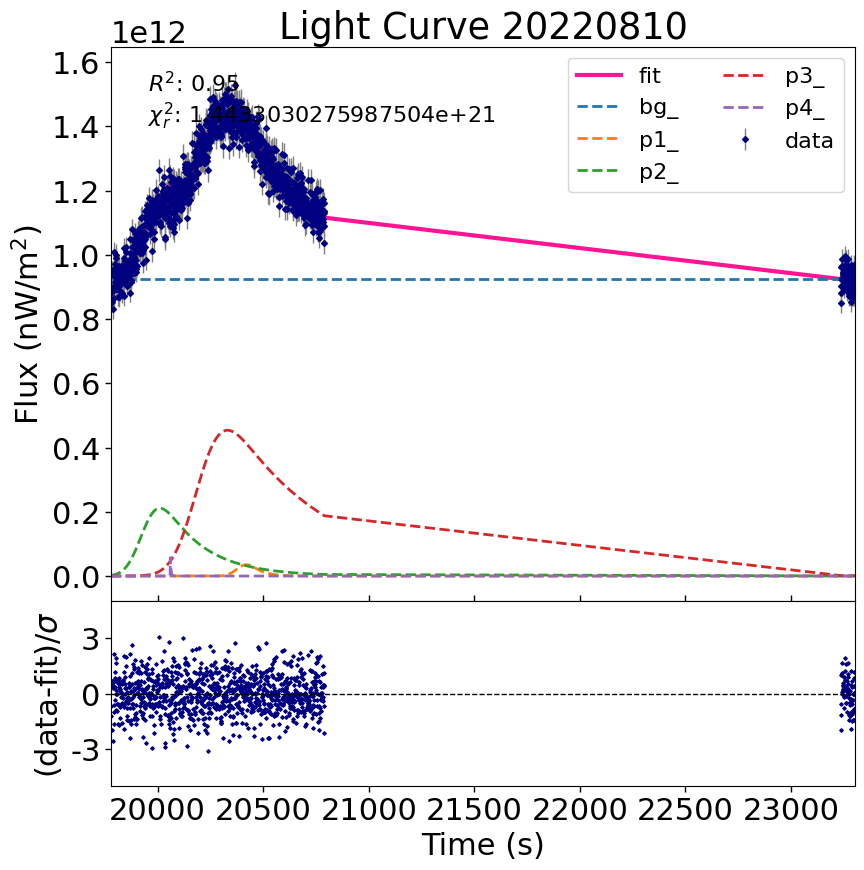 Light Curve 20220810
1e12
R²: 0.95
χ²ᵣ: 1.4433030275987504e+21
fit
bg_
p1_
p2_
p3_
p4_
data
Flux (nW/m²)
1.6
1.4
1.2
1.0
0.8
0.6
0.4
0.2
0.0
(data-fit)/σ
3
0
-3
20000 20500 21000 21500 22000 22500 23000
Time (s)